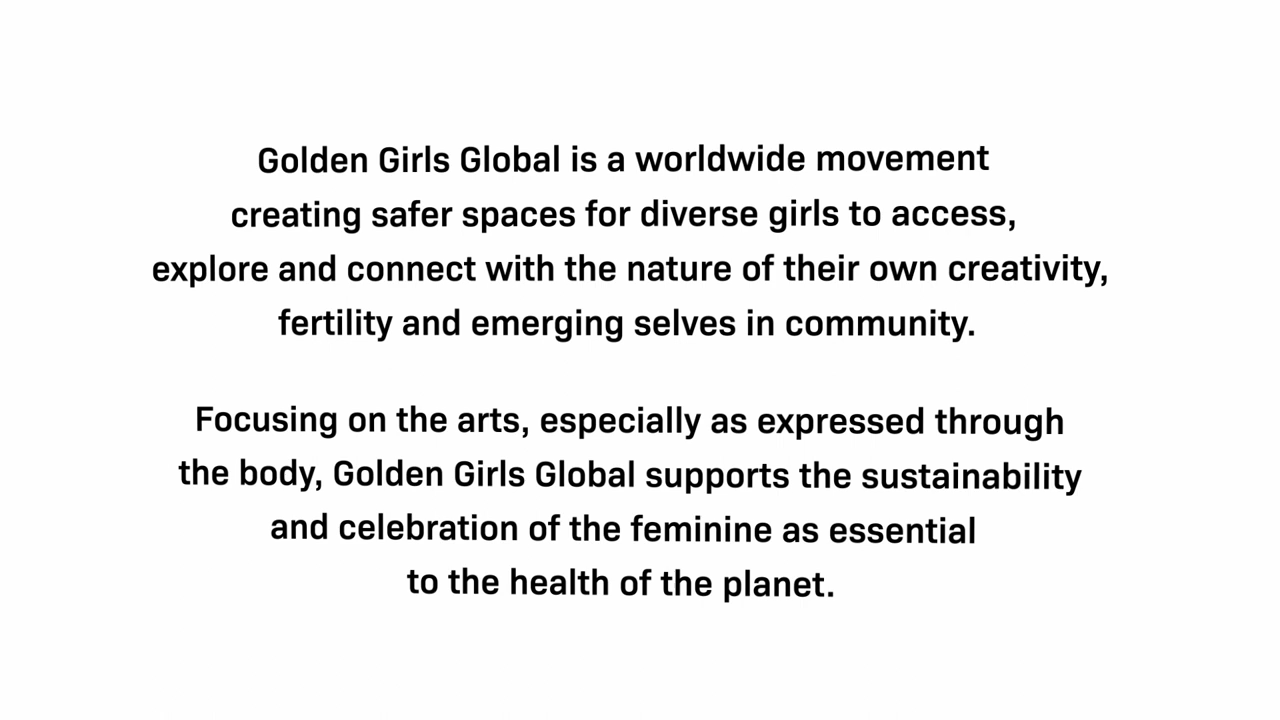 Golden Girls Global is a worldwide movement
creating safer spaces for diverse girls to access,
explore and connect with the nature of their own creativity,
fertility and emerging selves in community.
Focusing on the arts, especially as expressed through
the body, Golden Girls Global supports the sustainability
and celebration of the feminine as essential
to the health of the planet.